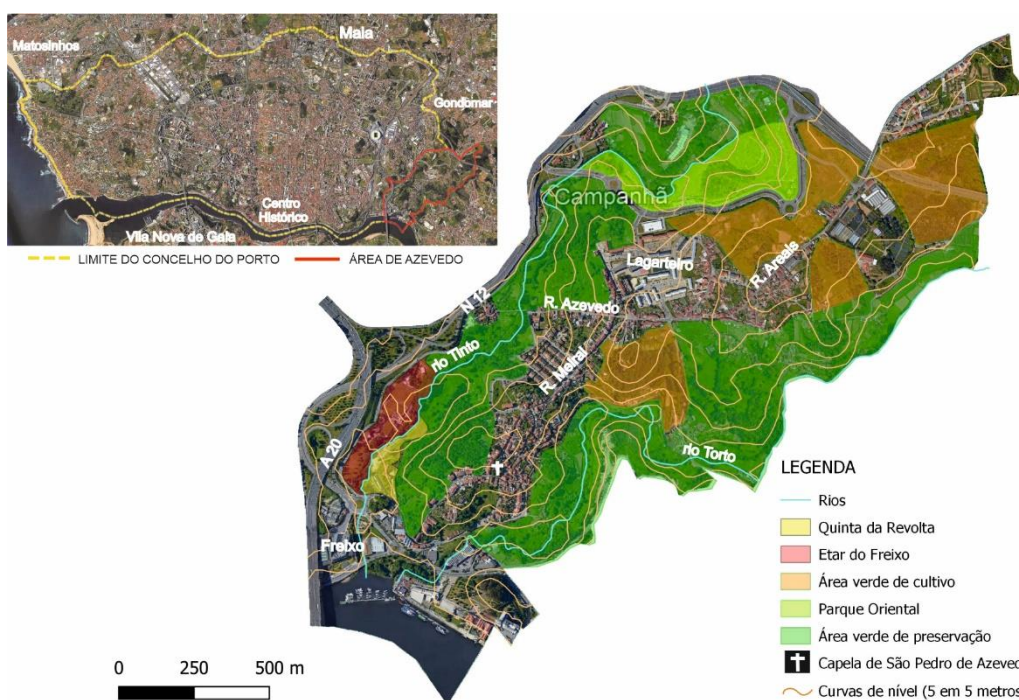 Matosinhos
Maia
Gondomar
Centro
Histórico
Vila Nova de Gaia
LIMITE DO CONCELHO DO PORTO
ÁREA DE AZEVEDO
Campanhã
Lagarteiro
R. Areais
N 12
R. Azevedo
rio Tinto
R. Meiral
A 20
rio Torto
Freixo
LEGENDA
Rios
Quinta da Revolta
Etar do Freixo
Área verde de cultivo
Parque Oriental
Área verde de preservação
Capela de São Pedro de Azeved
Curvas de nível (5 em 5 metros
0 250 500 m